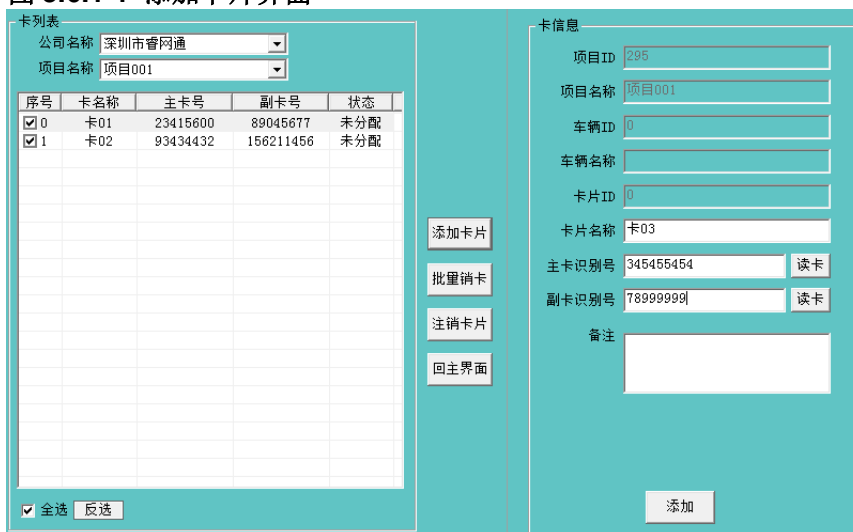 卡列表
公司名称 深圳市睿网通
项目名称 项目001
序号 卡名称 主卡号 副卡号 状态
0 卡01 23415600 89045677 未分配
1 卡02 93434432 156211456 未分配
全选 反选
添加卡片
批量销卡
注销卡片
回主界面
卡信息
项目ID 295
项目名称 项目001
车辆ID 0
车辆名称
卡片ID 0
卡片名称 卡03
主卡识别号 345455454 读卡
副卡识别号 78999999 读卡
备注
添加